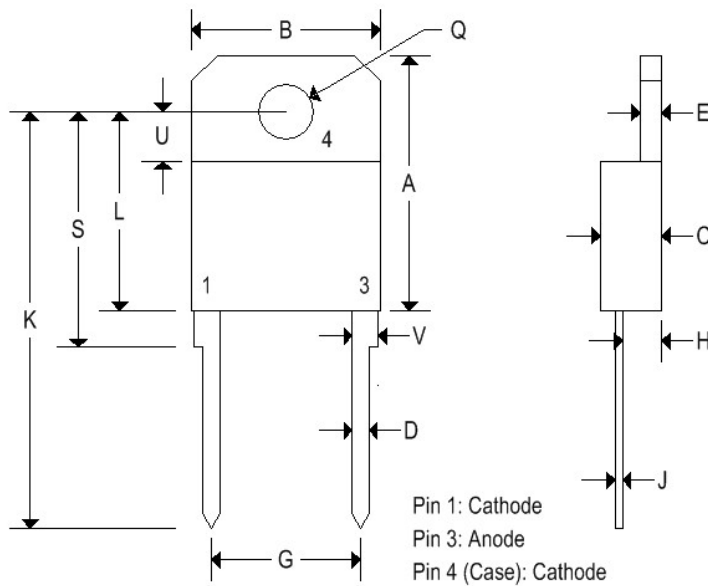 B
Q
E
U
4
A
L
S
C
1
3
K
V
H
D
J
Pin 1: Cathode
Pin 3: Anode
G
Pin 4 (Case): Cathode